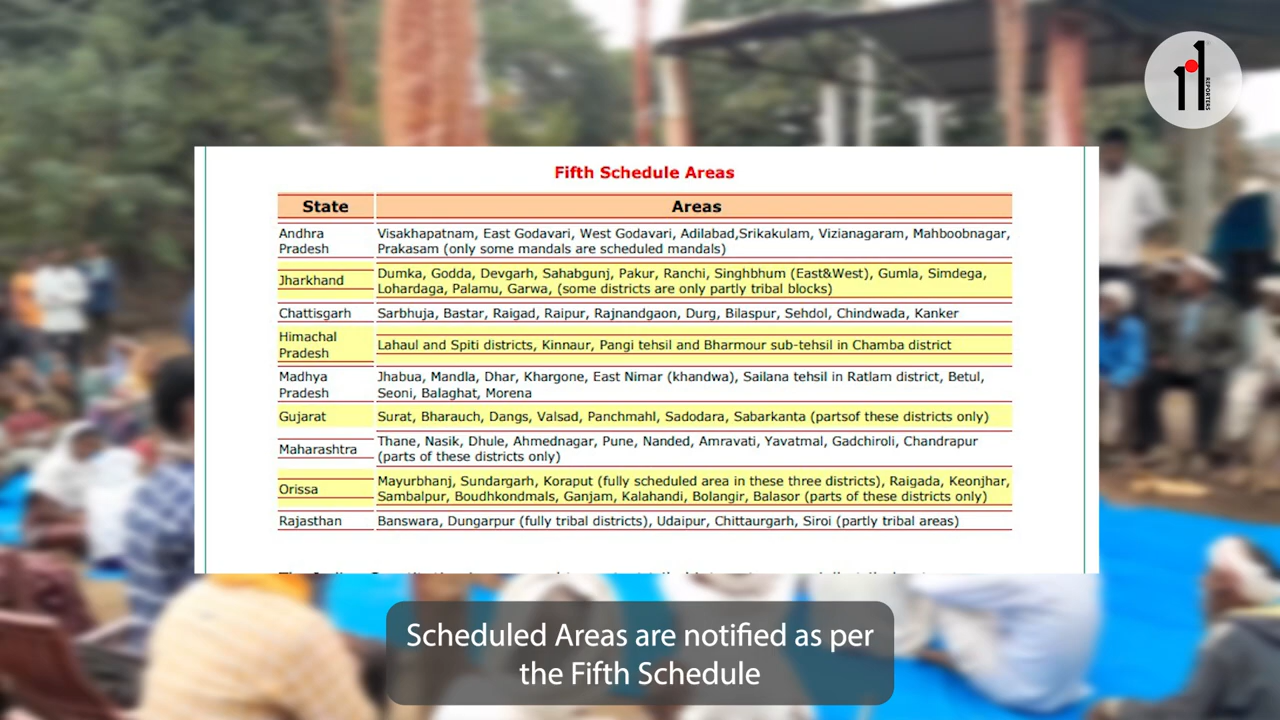 REPORTERS
Fifth Schedule Areas
State Areas
Andhra Pradesh Visakhapatnam, East Godavari, West Godavari, Adilabad,Srikakulam, Vizianagaram, Mahboobnagar,
Prakasam (only some mandals are scheduled mandals)
Jharkhand Dumka, Godda, Devgarh, Sahabgunj, Pakur, Ranchi, Singhbhum (East&West), Gumla, Simdega,
Lohardaga, Palamu, Garwa, (some districts are only partly tribal blocks)
Chattisgarh Sarbhuja, Bastar, Raigad, Raipur, Rajnandgaon, Durg, Bilaspur, Sehdol, Chindwada, Kanker
Himachal Pradesh Lahaul and Spiti districts, Kinnaur, Pangi tehsil and Bharmour sub-tehsil in Chamba district
Madhya Pradesh Jhabua, Mandla, Dhar, Khargone, East Nimar (khandwa), Sailana tehsil in Ratlam district, Betul,
Seoni, Balaghat, Morena
Gujarat Surat, Bharauch, Dangs, Valsad, Panchmahl, Sadodara, Sabarkanta (partsof these districts only)
Maharashtra Thane, Nasik, Dhule, Ahmednagar, Pune, Nanded, Amravati, Yavatmal, Gadchiroli, Chandrapur
(parts of these districts only)
Orissa Mayurbhanj, Sundargarh, Koraput (fully scheduled area in these three districts), Raigada, Keonjhar,
Sambalpur, Boudhkondmals, Ganjam, Kalahandi, Bolangir, Balasor (parts of these districts only)
Rajasthan Banswara, Dungarpur (fully tribal districts), Udaipur, Chittaurgarh, Siroi (partly tribal areas)
Scheduled Areas are notified as per
the Fifth Schedule